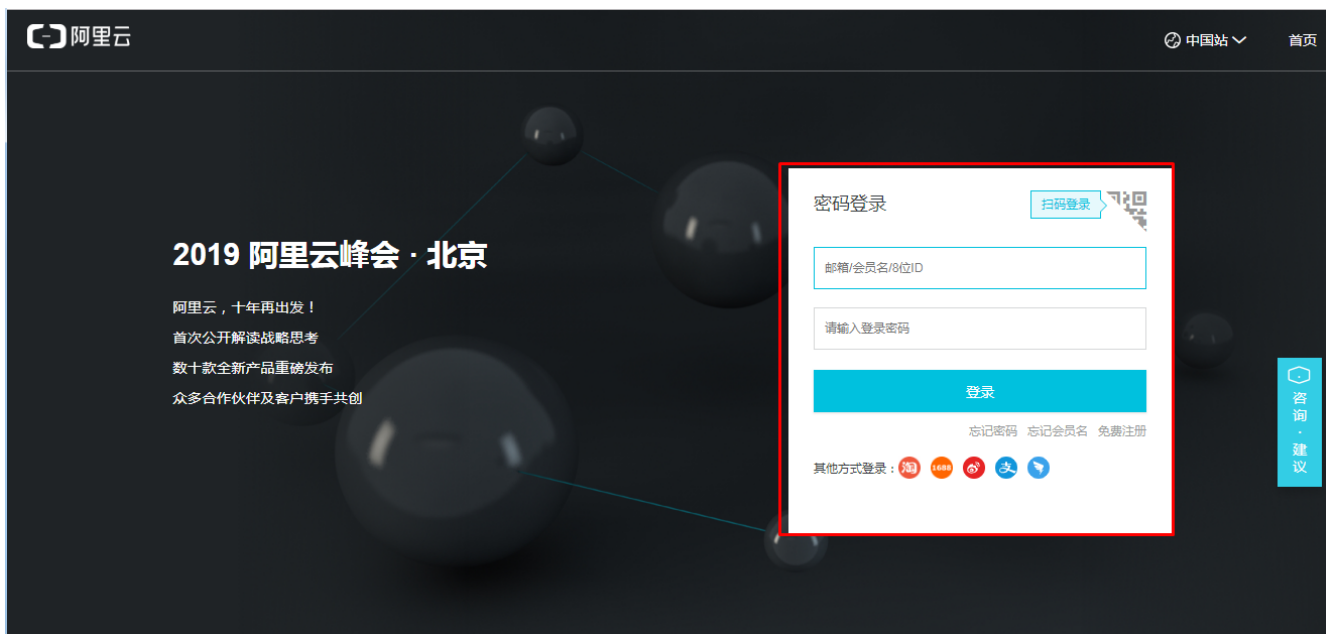 阿里云
中国站
首页
2019 阿里云峰会 · 北京
阿里云，十年再出发！
首次公开解读战略思考
数十款全新产品重磅发布
众多合作伙伴及客户携手共创
密码登录
扫码登录
邮箱/会员名/8位ID
请输入登录密码
登录
忘记密码 忘记会员名 免费注册
其他方式登录：
淘 1688 支
咨询·建议